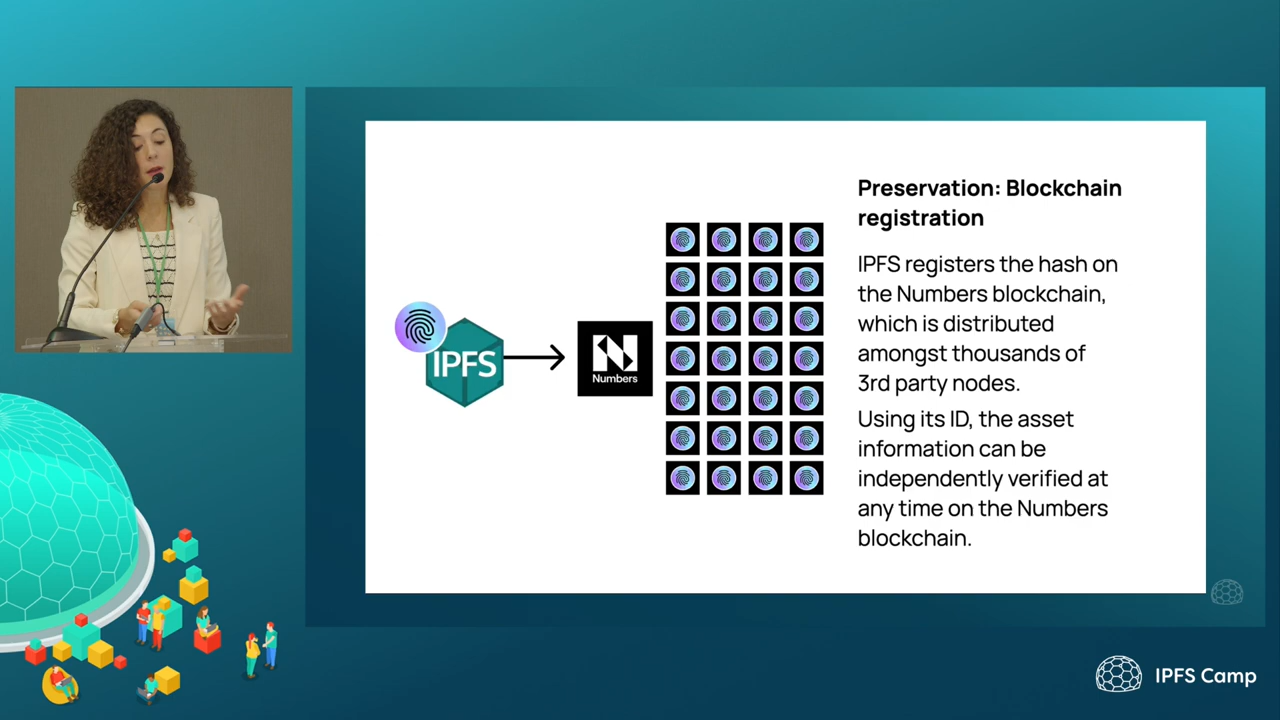 Preservation: Blockchain
registration
IPFS registers the hash on
the Numbers blockchain,
which is distributed
amongst thousands of
3rd party nodes.
Using its ID, the asset
information can be
independently verified at
any time on the Numbers
blockchain.
IPFS
Numbers
IPFS Camp